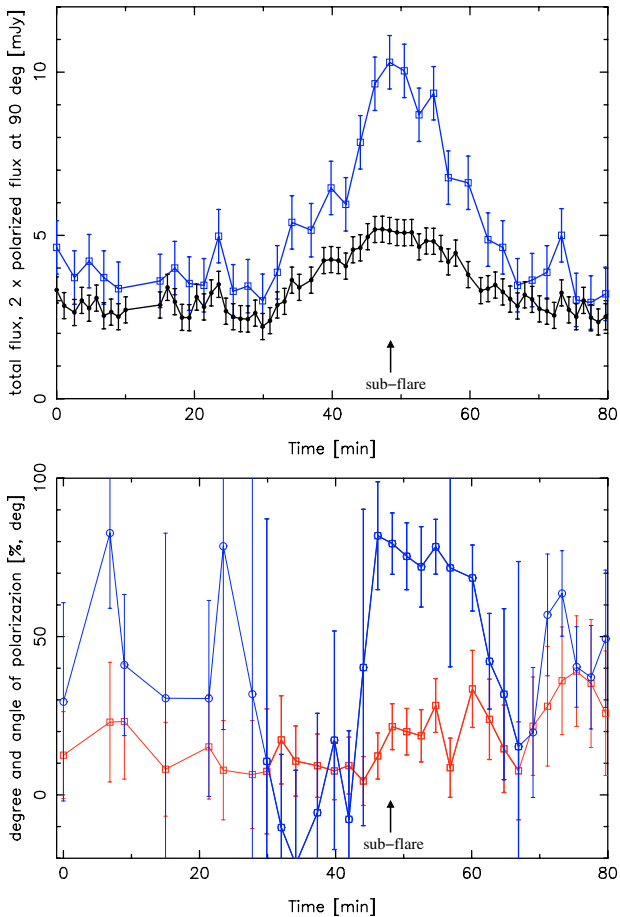 total flux, 2 x polarized flux at 90 deg [mJy]
10
5
0
sub-flare
0
20
40
60
80
Time [min]
degree and angle of polarizazion [%, deg]
100
50
0
sub-flare
0
20
40
60
80
Time [min]